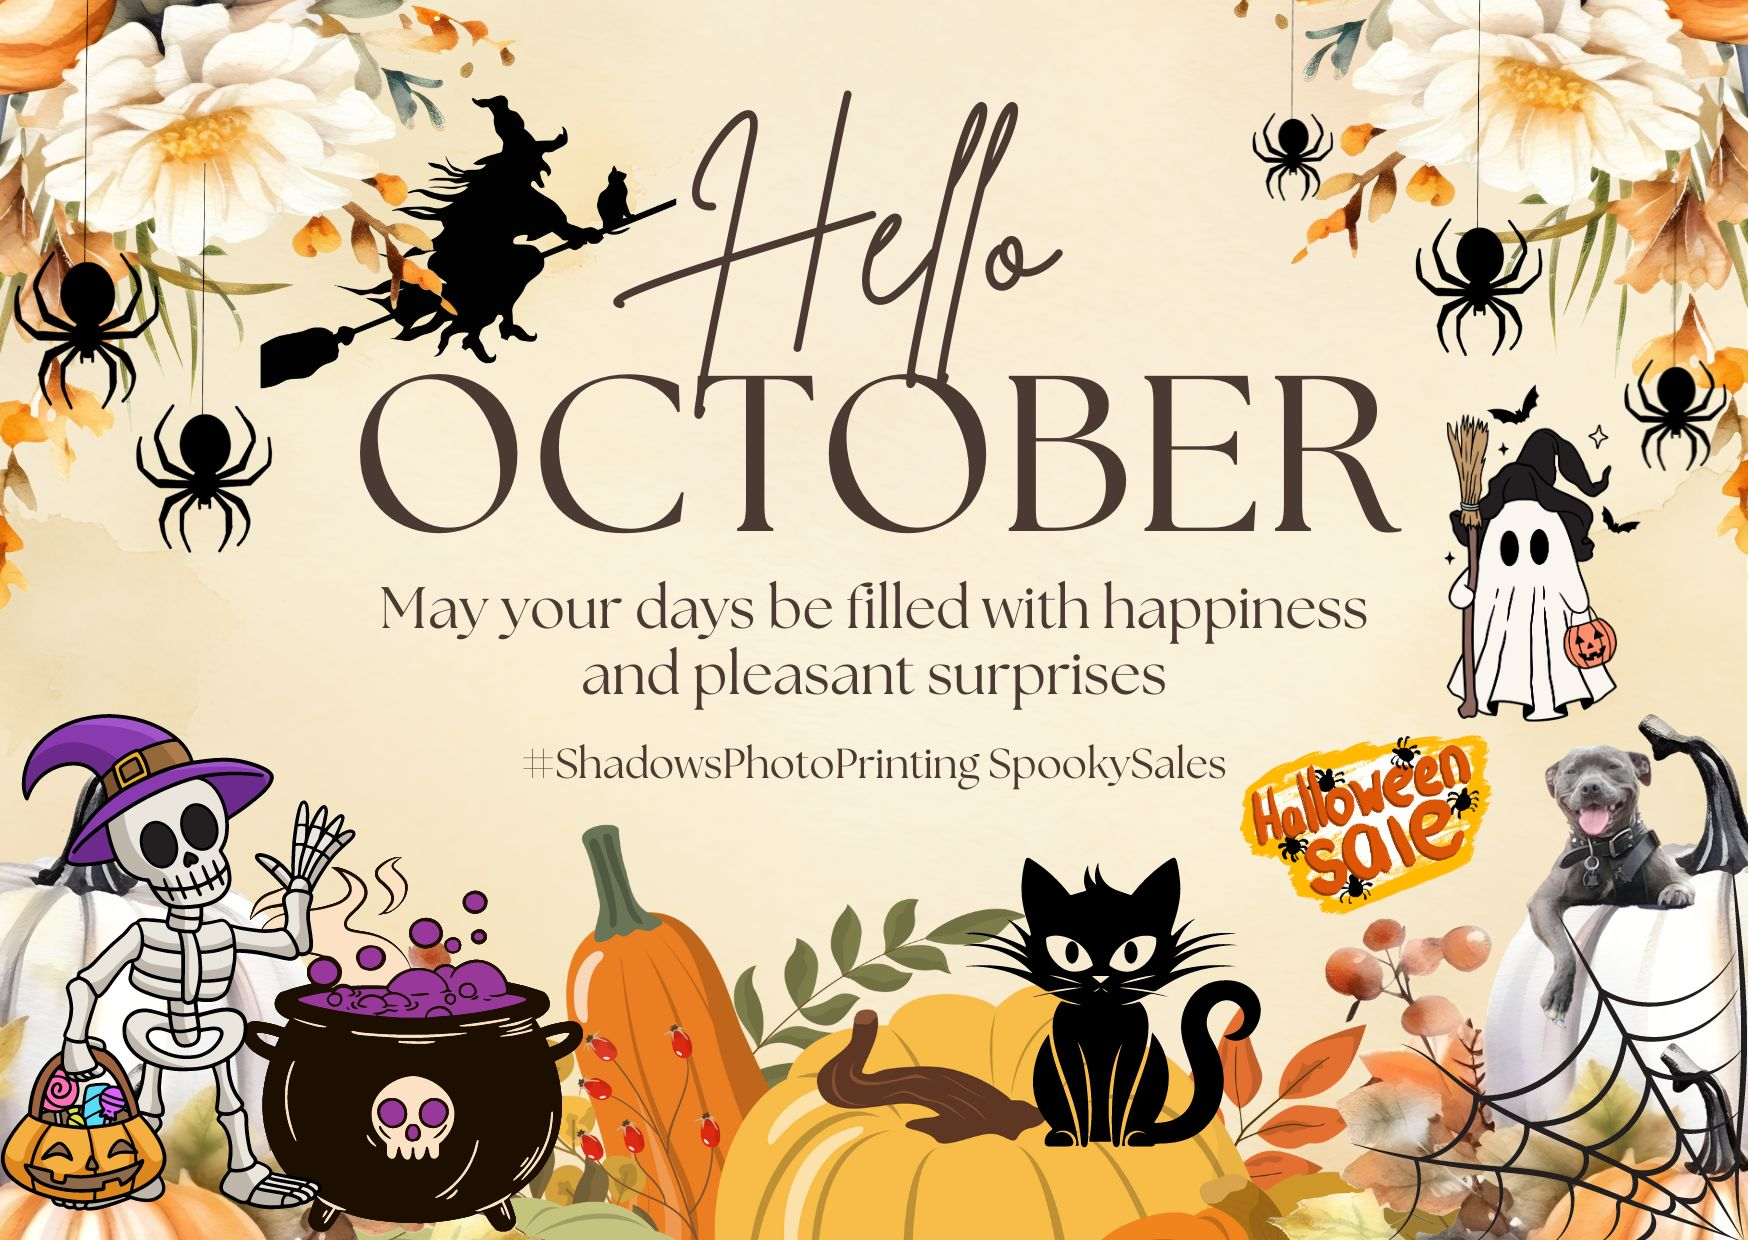 Hello
OCTOBER
May your days be filled with happiness
and pleasant surprises
#ShadowsPhotoPrinting SpookySales
Halloween
sale